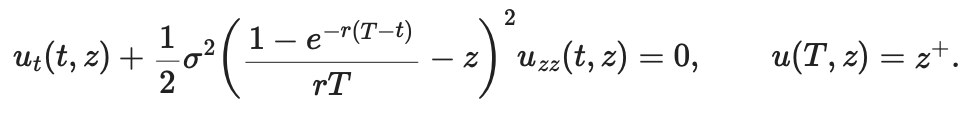 $u_t(t, z) + \frac{1}{2}\sigma^2 \left( \frac{1 - e^{-r(T-t)}}{rT} - z \right)^2 u_{zz}(t, z) = 0, \qquad u(T, z) = z^+.$